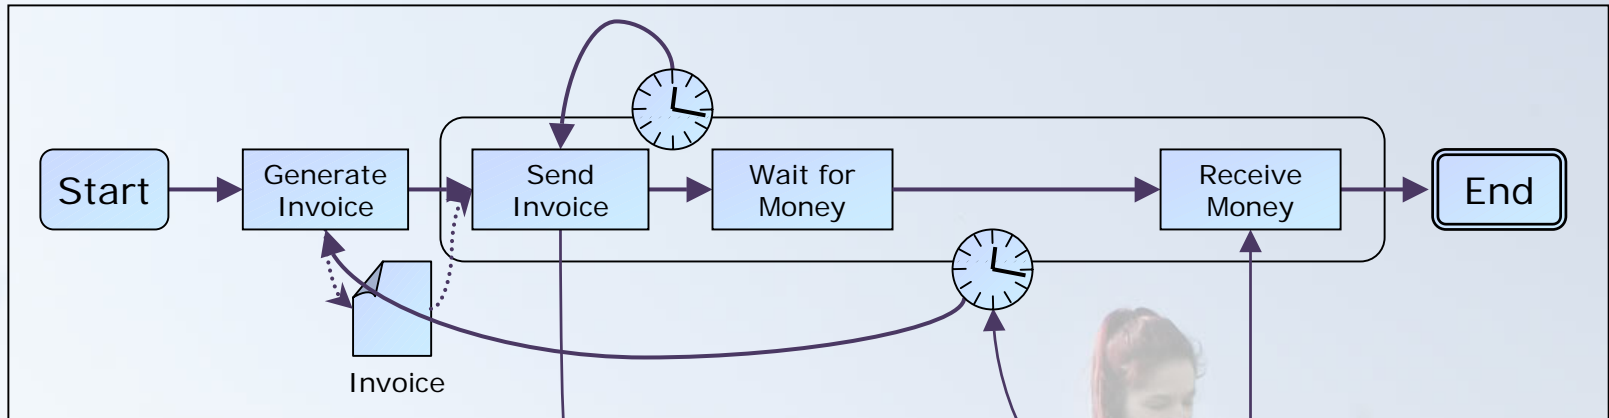 Start
Generate
Invoice
Send
Invoice
Wait for
Money
Receive
Money
End
Invoice